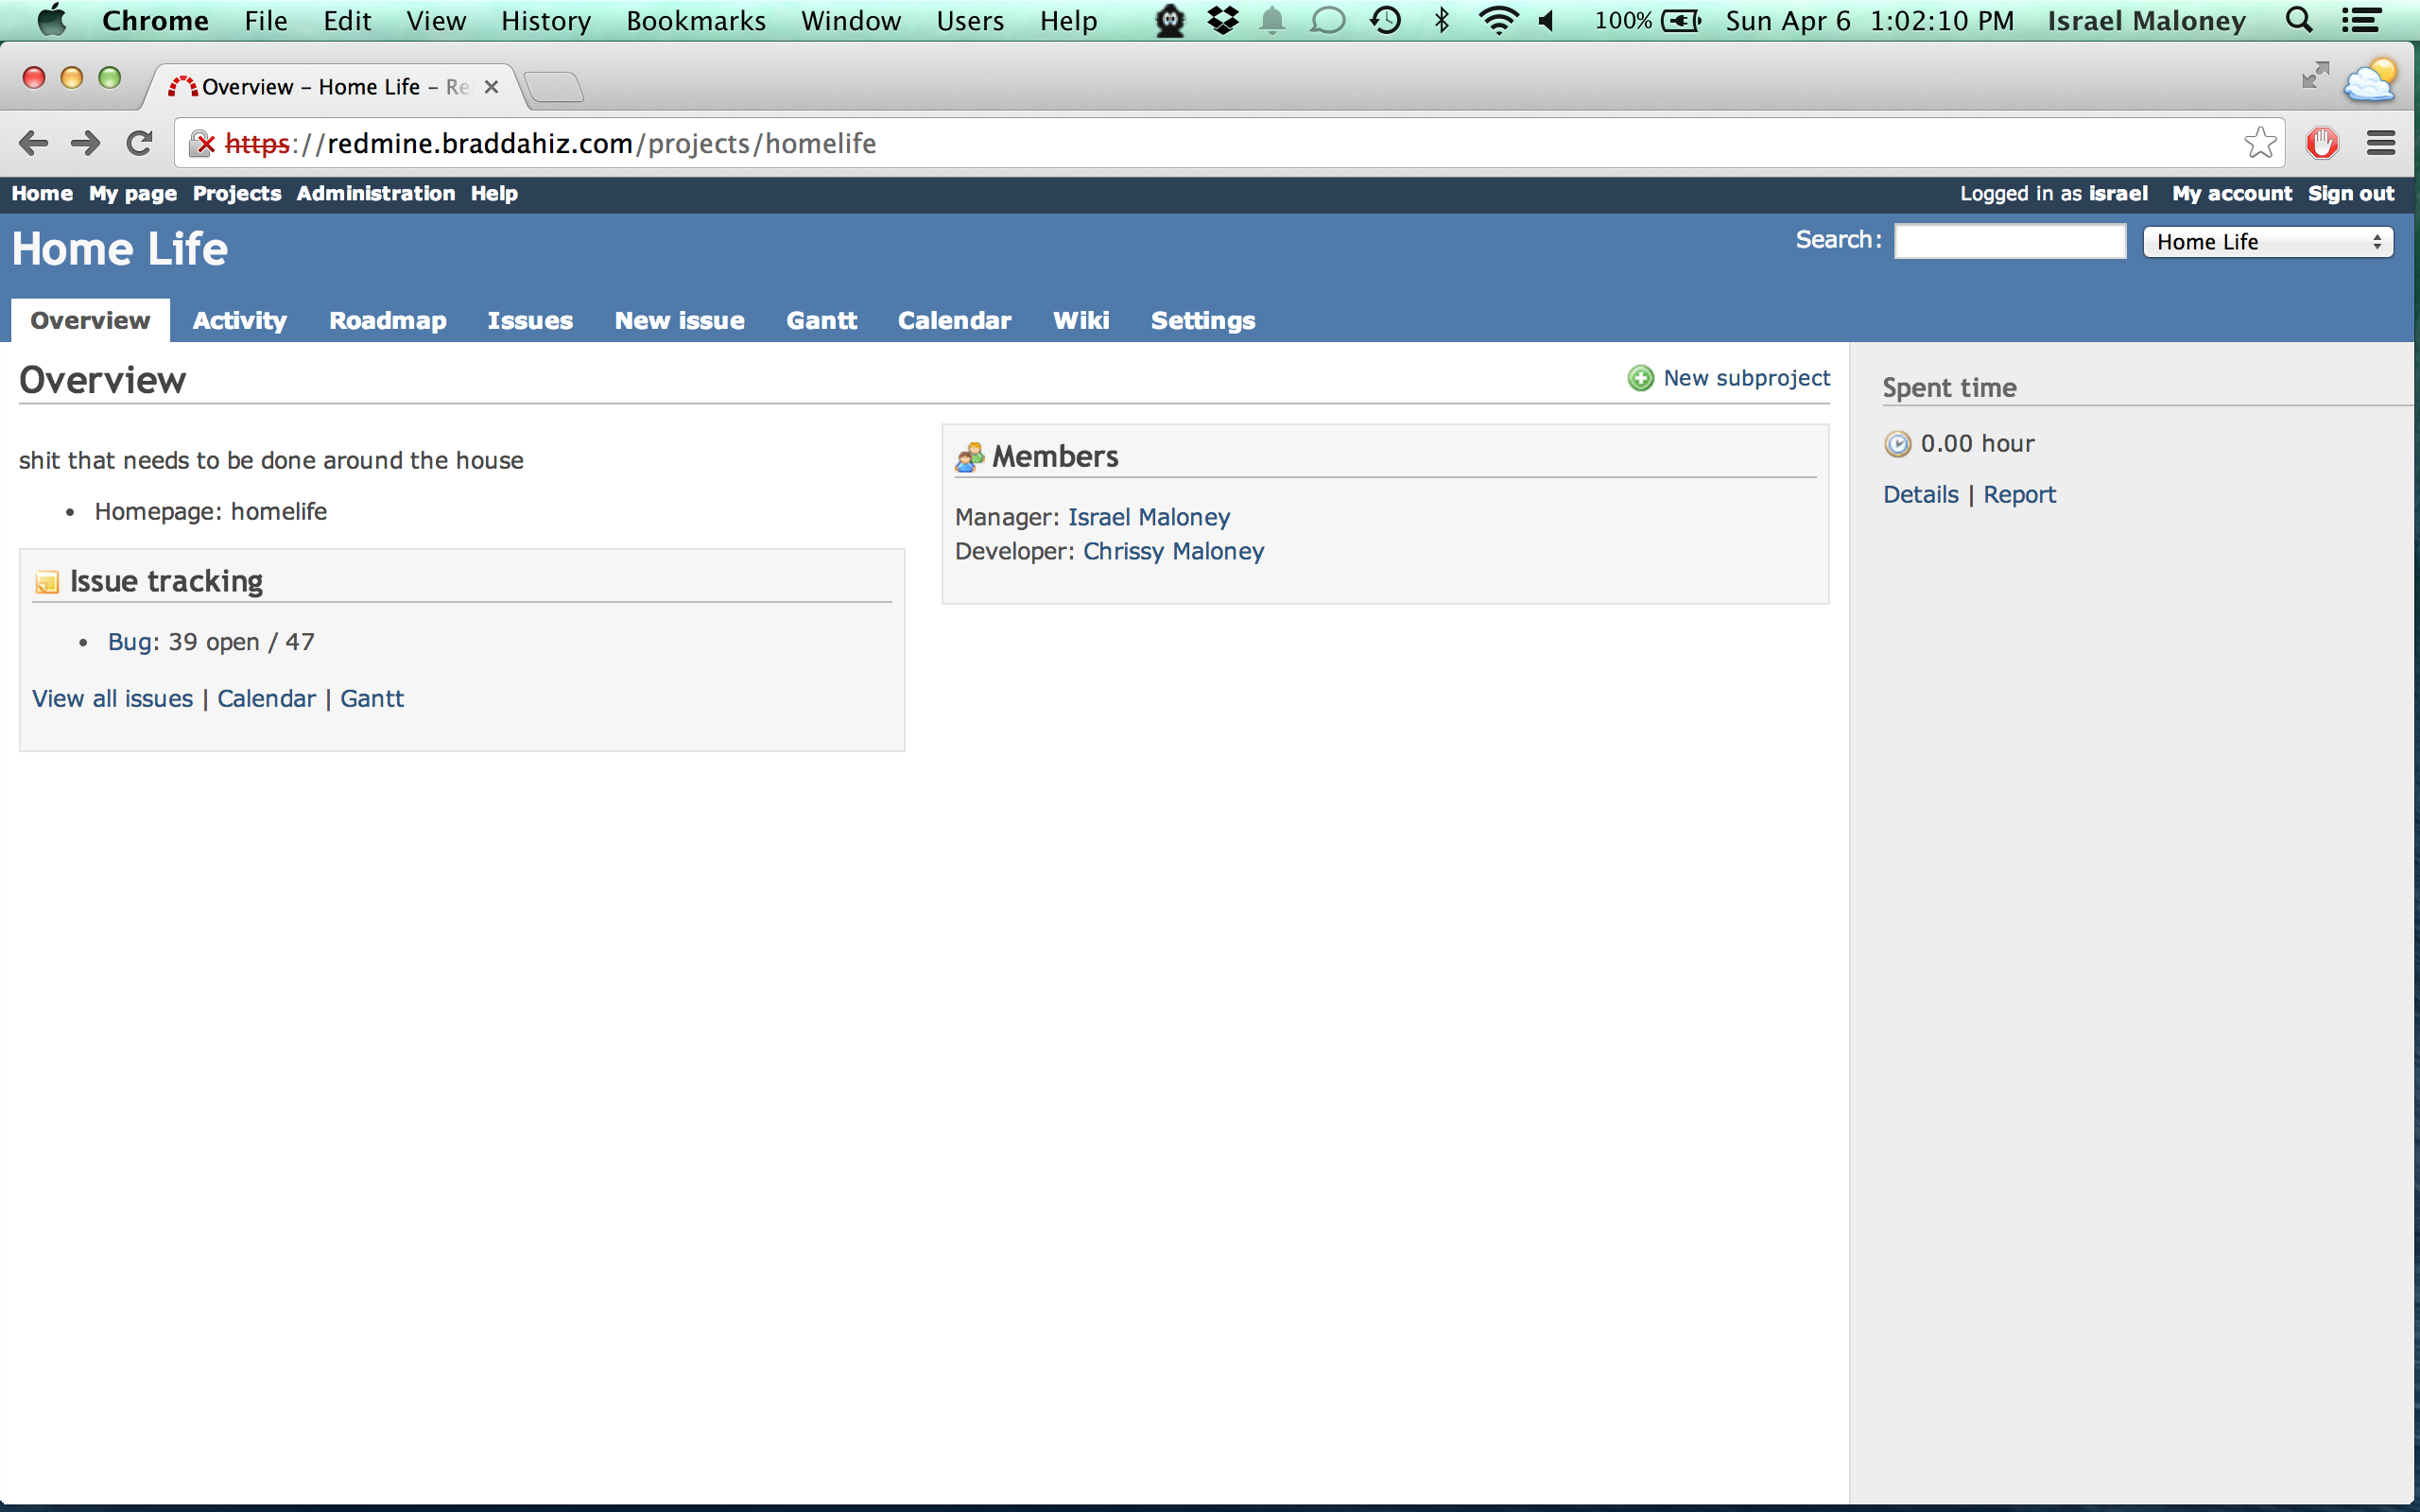 Chrome File Edit View History Bookmarks Window Users Help 100% Sun Apr 6 1:02:10 PM Israel Maloney
Overview – Home Life – Re
https://redmine.braddahiz.com/projects/homelife
Home My page Projects Administration Help Logged in as israel My account Sign out
Home Life Search: Home Life
Overview Activity Roadmap Issues New issue Gantt Calendar Wiki Settings
Overview New subproject
shit that needs to be done around the house
• Homepage: homelife
Issue tracking
• Bug: 39 open / 47
View all issues | Calendar | Gantt
Members
Manager: Israel Maloney
Developer: Chrissy Maloney
Spent time
0.00 hour
Details | Report